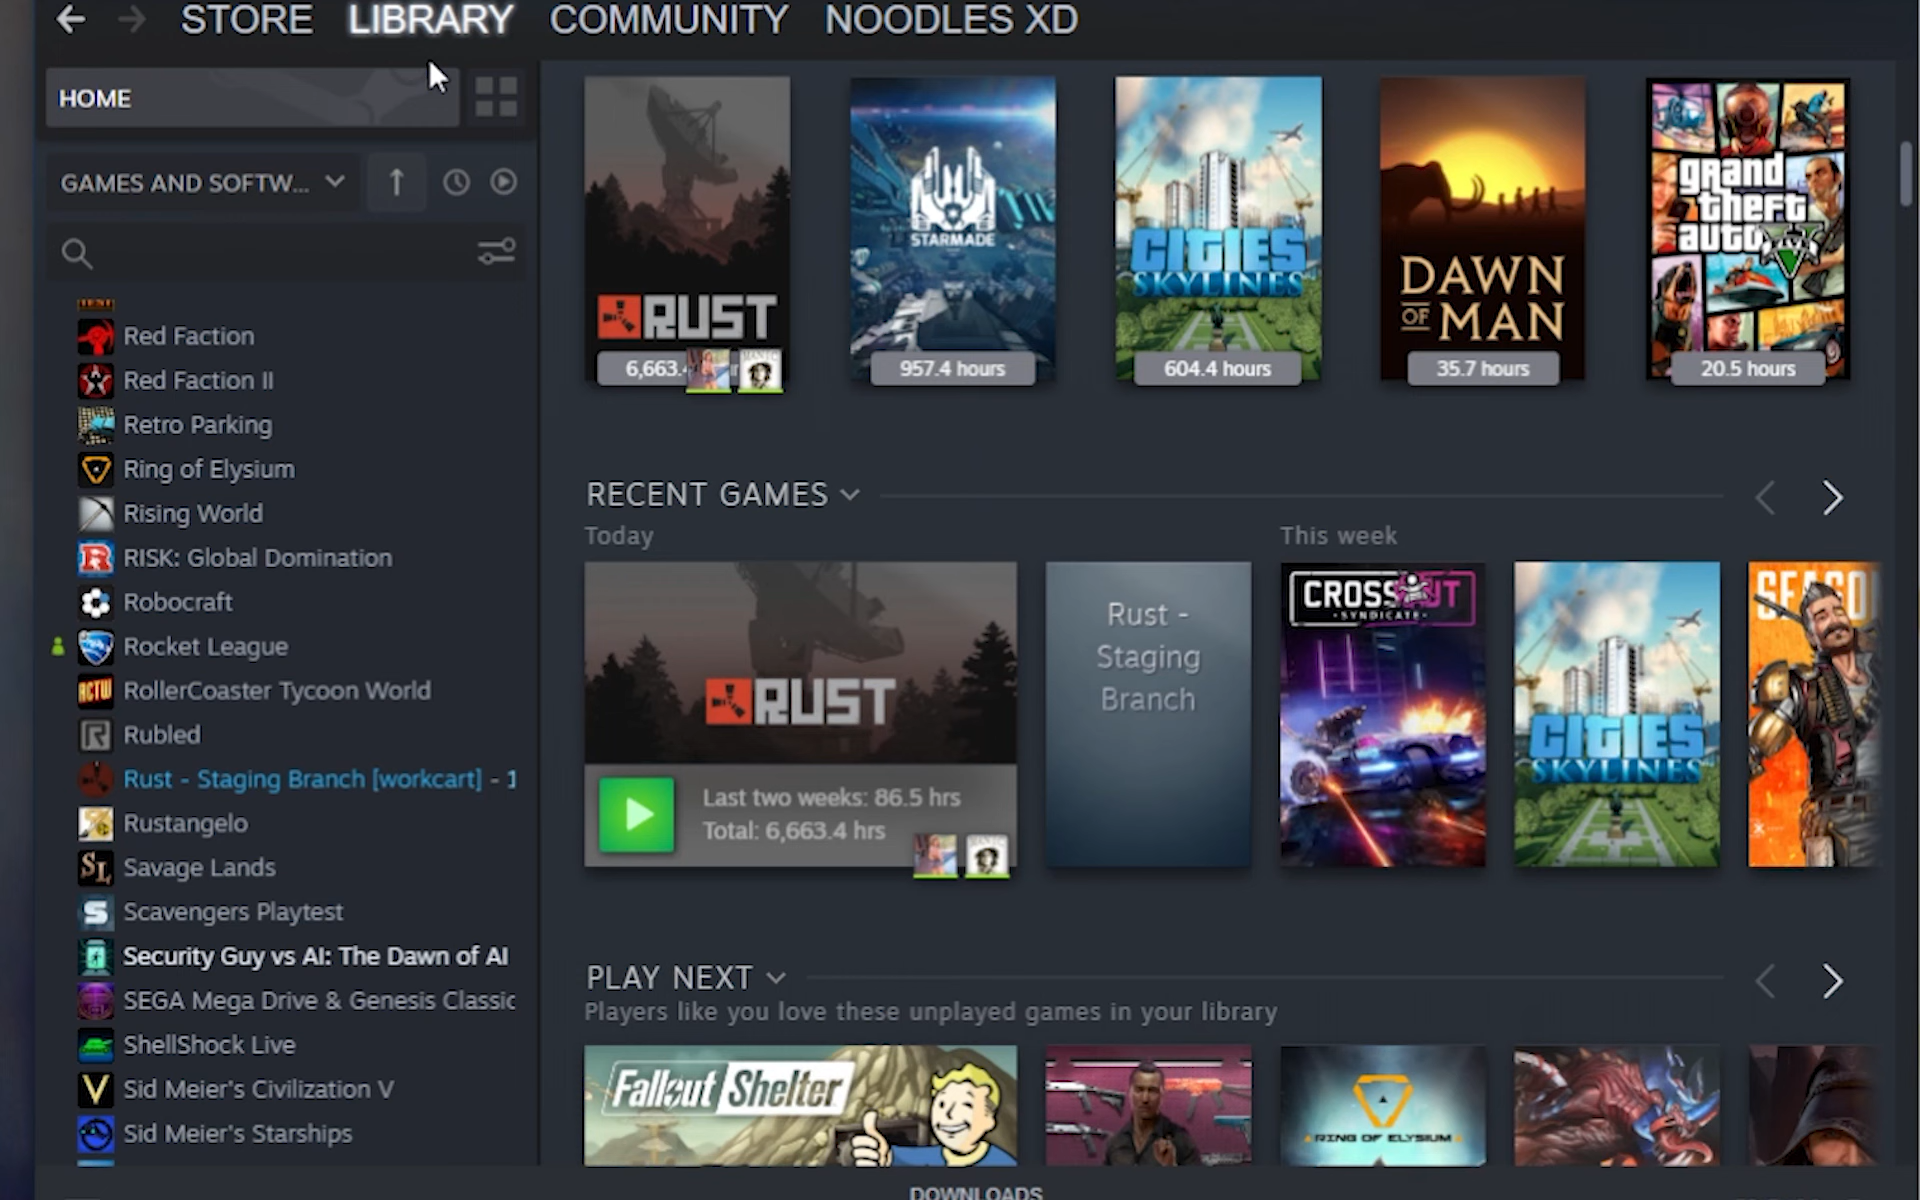 STORE LIBRARY COMMUNITY NOODLES XD
HOME
GAMES AND SOFTW...
Red Faction
Red Faction II
Retro Parking
Ring of Elysium
Rising World
RISK: Global Domination
Robocraft
Rocket League
RollerCoaster Tycoon World
Rubled
Rust - Staging Branch [workcart] - 1
Rustangelo
Savage Lands
Scavengers Playtest
Security Guy vs AI: The Dawn of AI
SEGA Mega Drive & Genesis Classic
ShellShock Live
Sid Meier's Civilization V
Sid Meier's Starships
RUST
6,663.4
STARMADE
957.4 hours
CITIES
SKYLINES
604.4 hours
DAWN
OF MAN
35.7 hours
grand
theft
auto
V
20.5 hours
RECENT GAMES
Today
This week
RUST
Last two weeks: 86.5 hrs
Total: 6,663.4 hrs
Rust -
Staging
Branch
CROSSOUT
SYNDICATE
CITIES
SKYLINES
SEASO
PLAY NEXT
Players like you love these unplayed games in your library
Fallout Shelter
RING OF ELYSIUM
DOWNLOADS